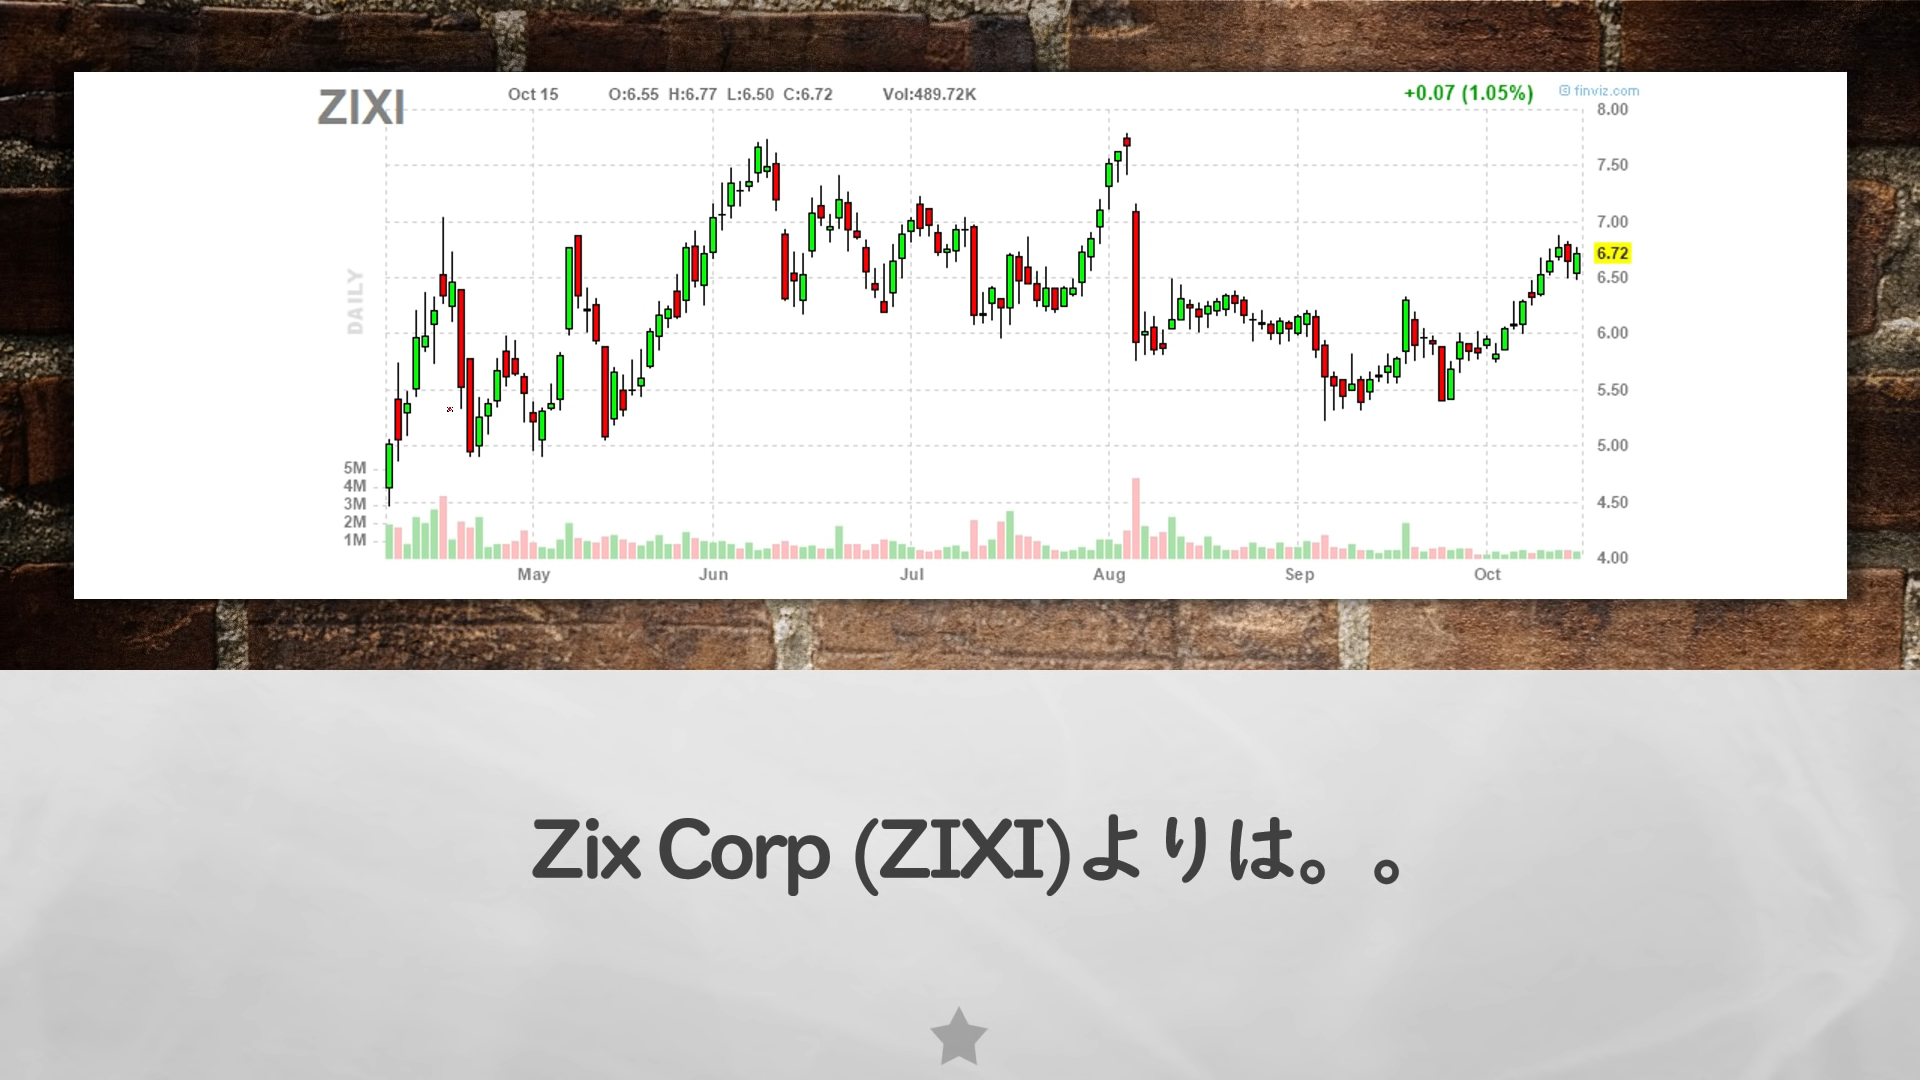 ZIXI
Oct 15 O:6.55 H:6.77 L:6.50 C:6.72 Vol:489.72K
+0.07 (1.05%)
© finviz.com
8.00
7.50
7.00
6.72
6.50
6.00
5.50
5.00
4.50
4.00
DAILY
5M
4M
3M
2M
1M
May Jun Jul Aug Sep Oct
Zix Corp (ZIXI)よりは。。